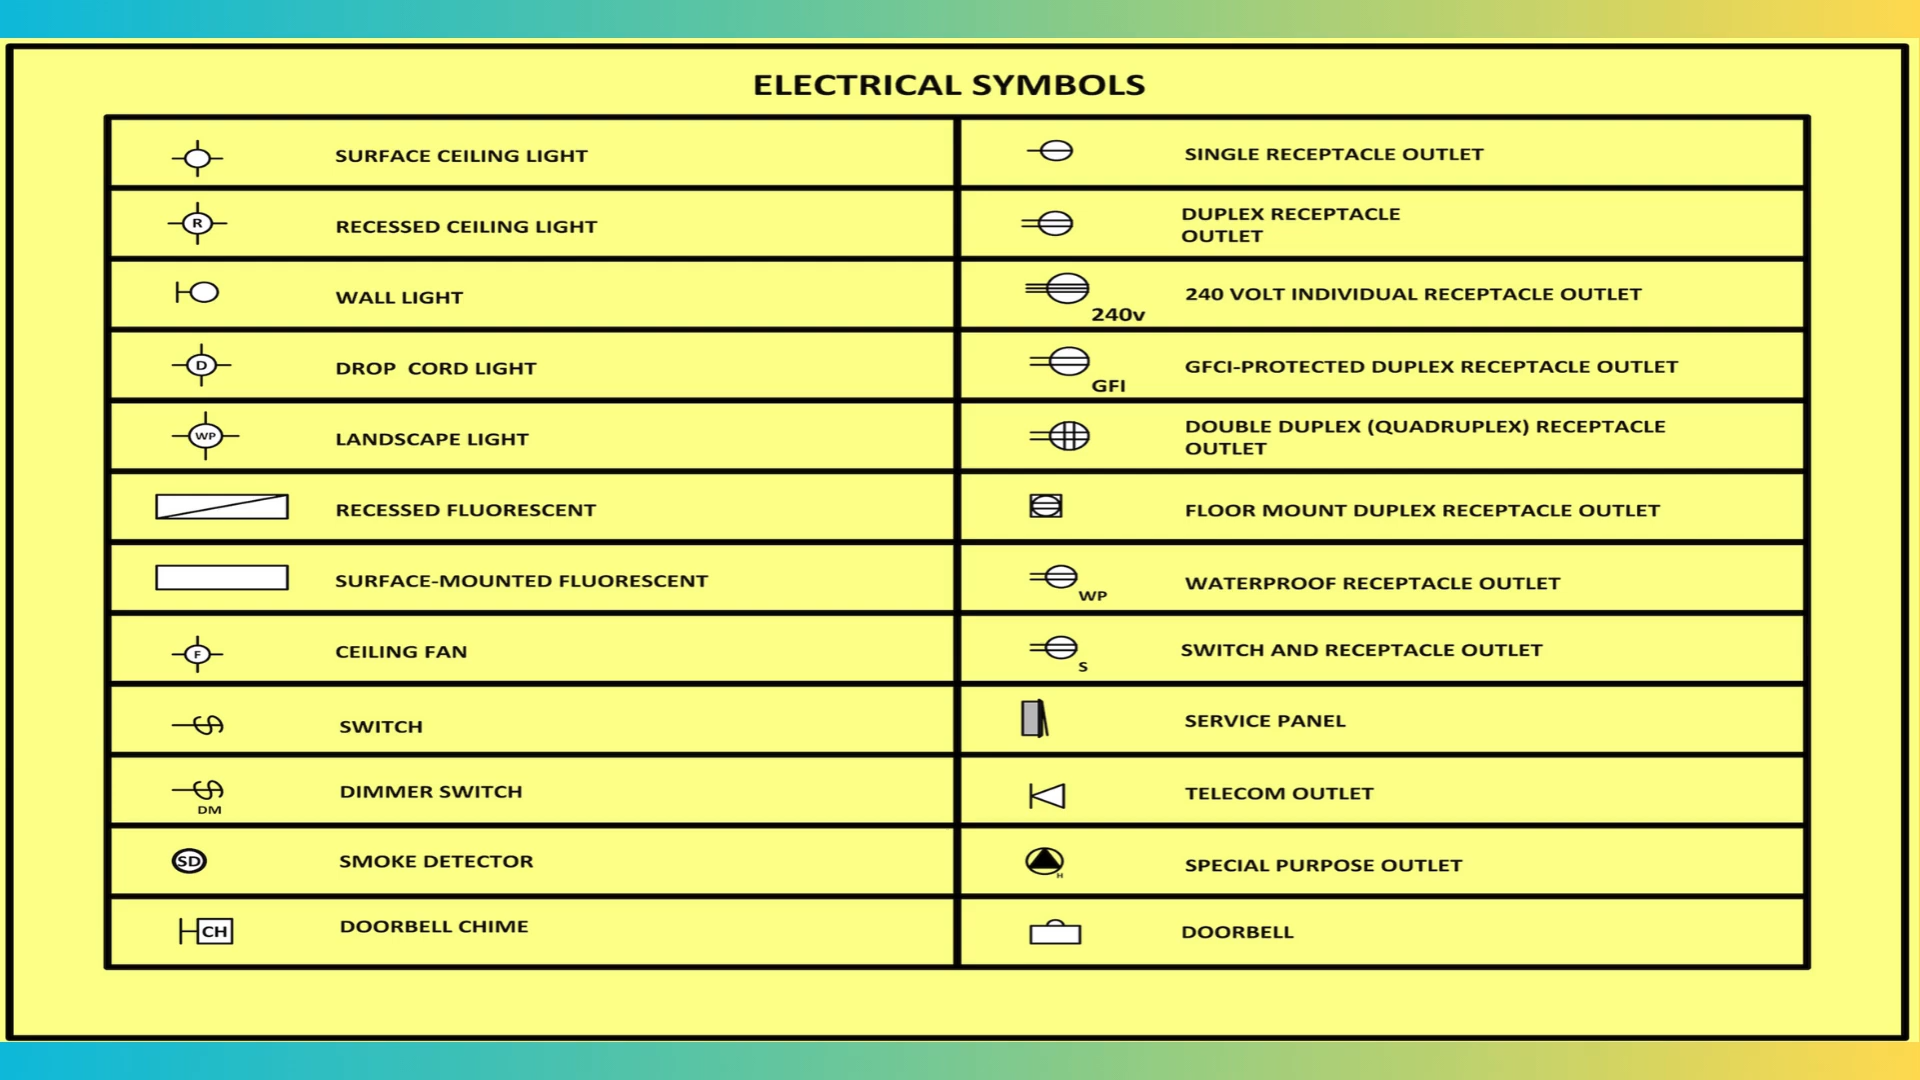 ELECTRICAL SYMBOLS
SURFACE CEILING LIGHT
SINGLE RECEPTACLE OUTLET
R
RECESSED CEILING LIGHT
DUPLEX RECEPTACLE
OUTLET
WALL LIGHT
240v
240 VOLT INDIVIDUAL RECEPTACLE OUTLET
D
DROP CORD LIGHT
GFI
GFCI-PROTECTED DUPLEX RECEPTACLE OUTLET
WP
LANDSCAPE LIGHT
DOUBLE DUPLEX (QUADRUPLEX) RECEPTACLE
OUTLET
RECESSED FLUORESCENT
FLOOR MOUNT DUPLEX RECEPTACLE OUTLET
SURFACE-MOUNTED FLUORESCENT
WP
WATERPROOF RECEPTACLE OUTLET
F
CEILING FAN
S
SWITCH AND RECEPTACLE OUTLET
SWITCH
SERVICE PANEL
DM
DIMMER SWITCH
TELECOM OUTLET
SD
SMOKE DETECTOR
H
SPECIAL PURPOSE OUTLET
CH
DOORBELL CHIME
DOORBELL